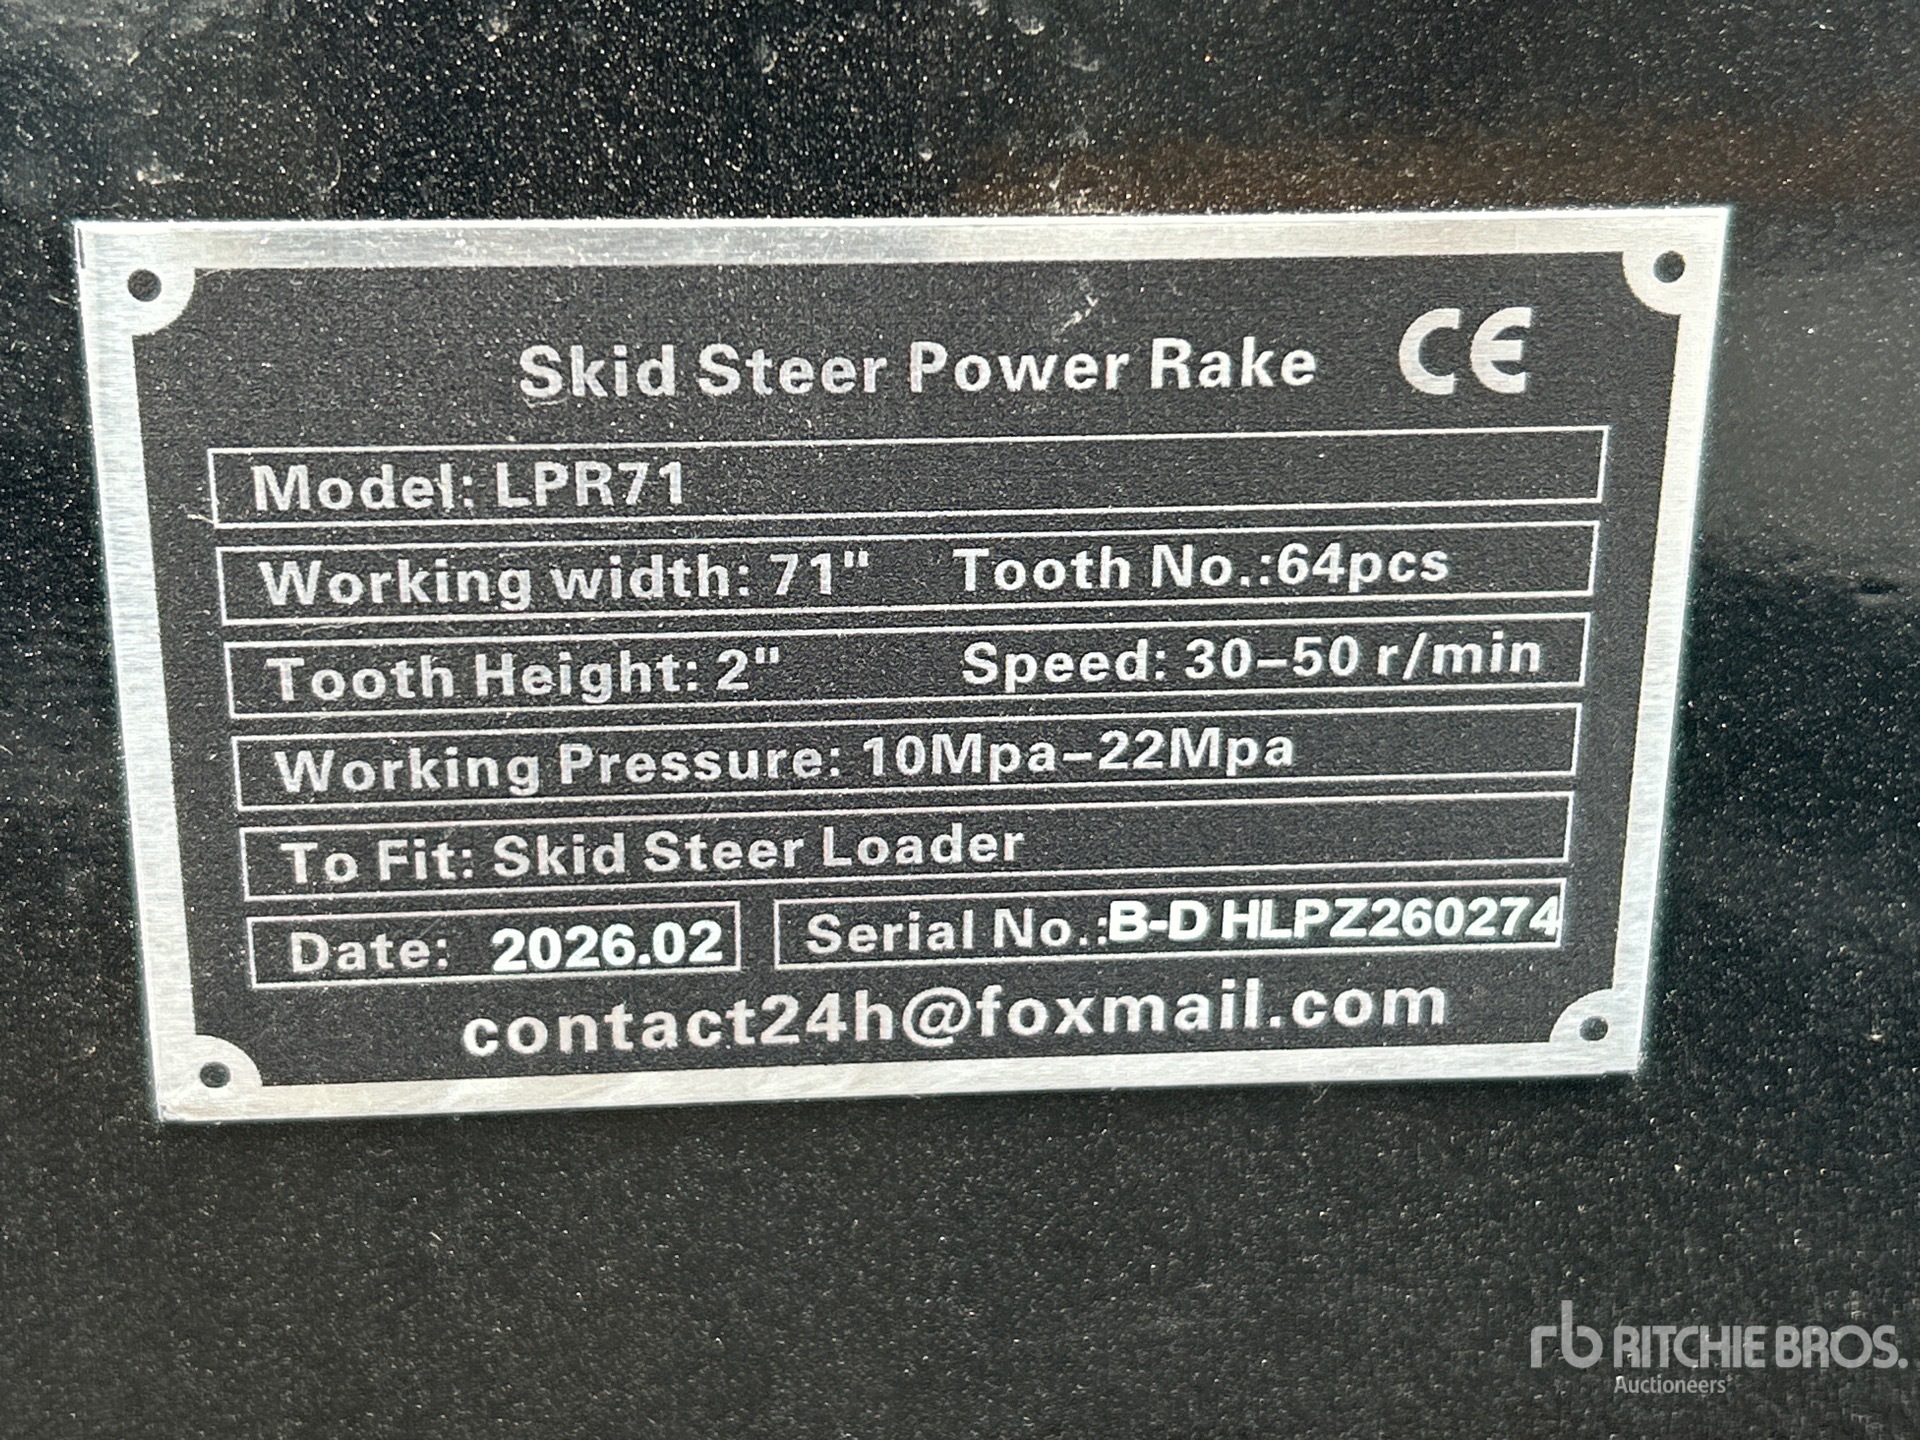 Skid Steer Power Rake CE
Model: LPR71
Working width: 71" Tooth No.:64pcs
Tooth Height: 2" Speed: 30-50 r/min
Working Pressure: 10Mpa-22Mpa
To Fit: Skid Steer Loader
Date: 2026.02 Serial No.:B-D HLPZ260274
contact24h@foxmail.com
rb RITCHIE BROS.
Auctioneers